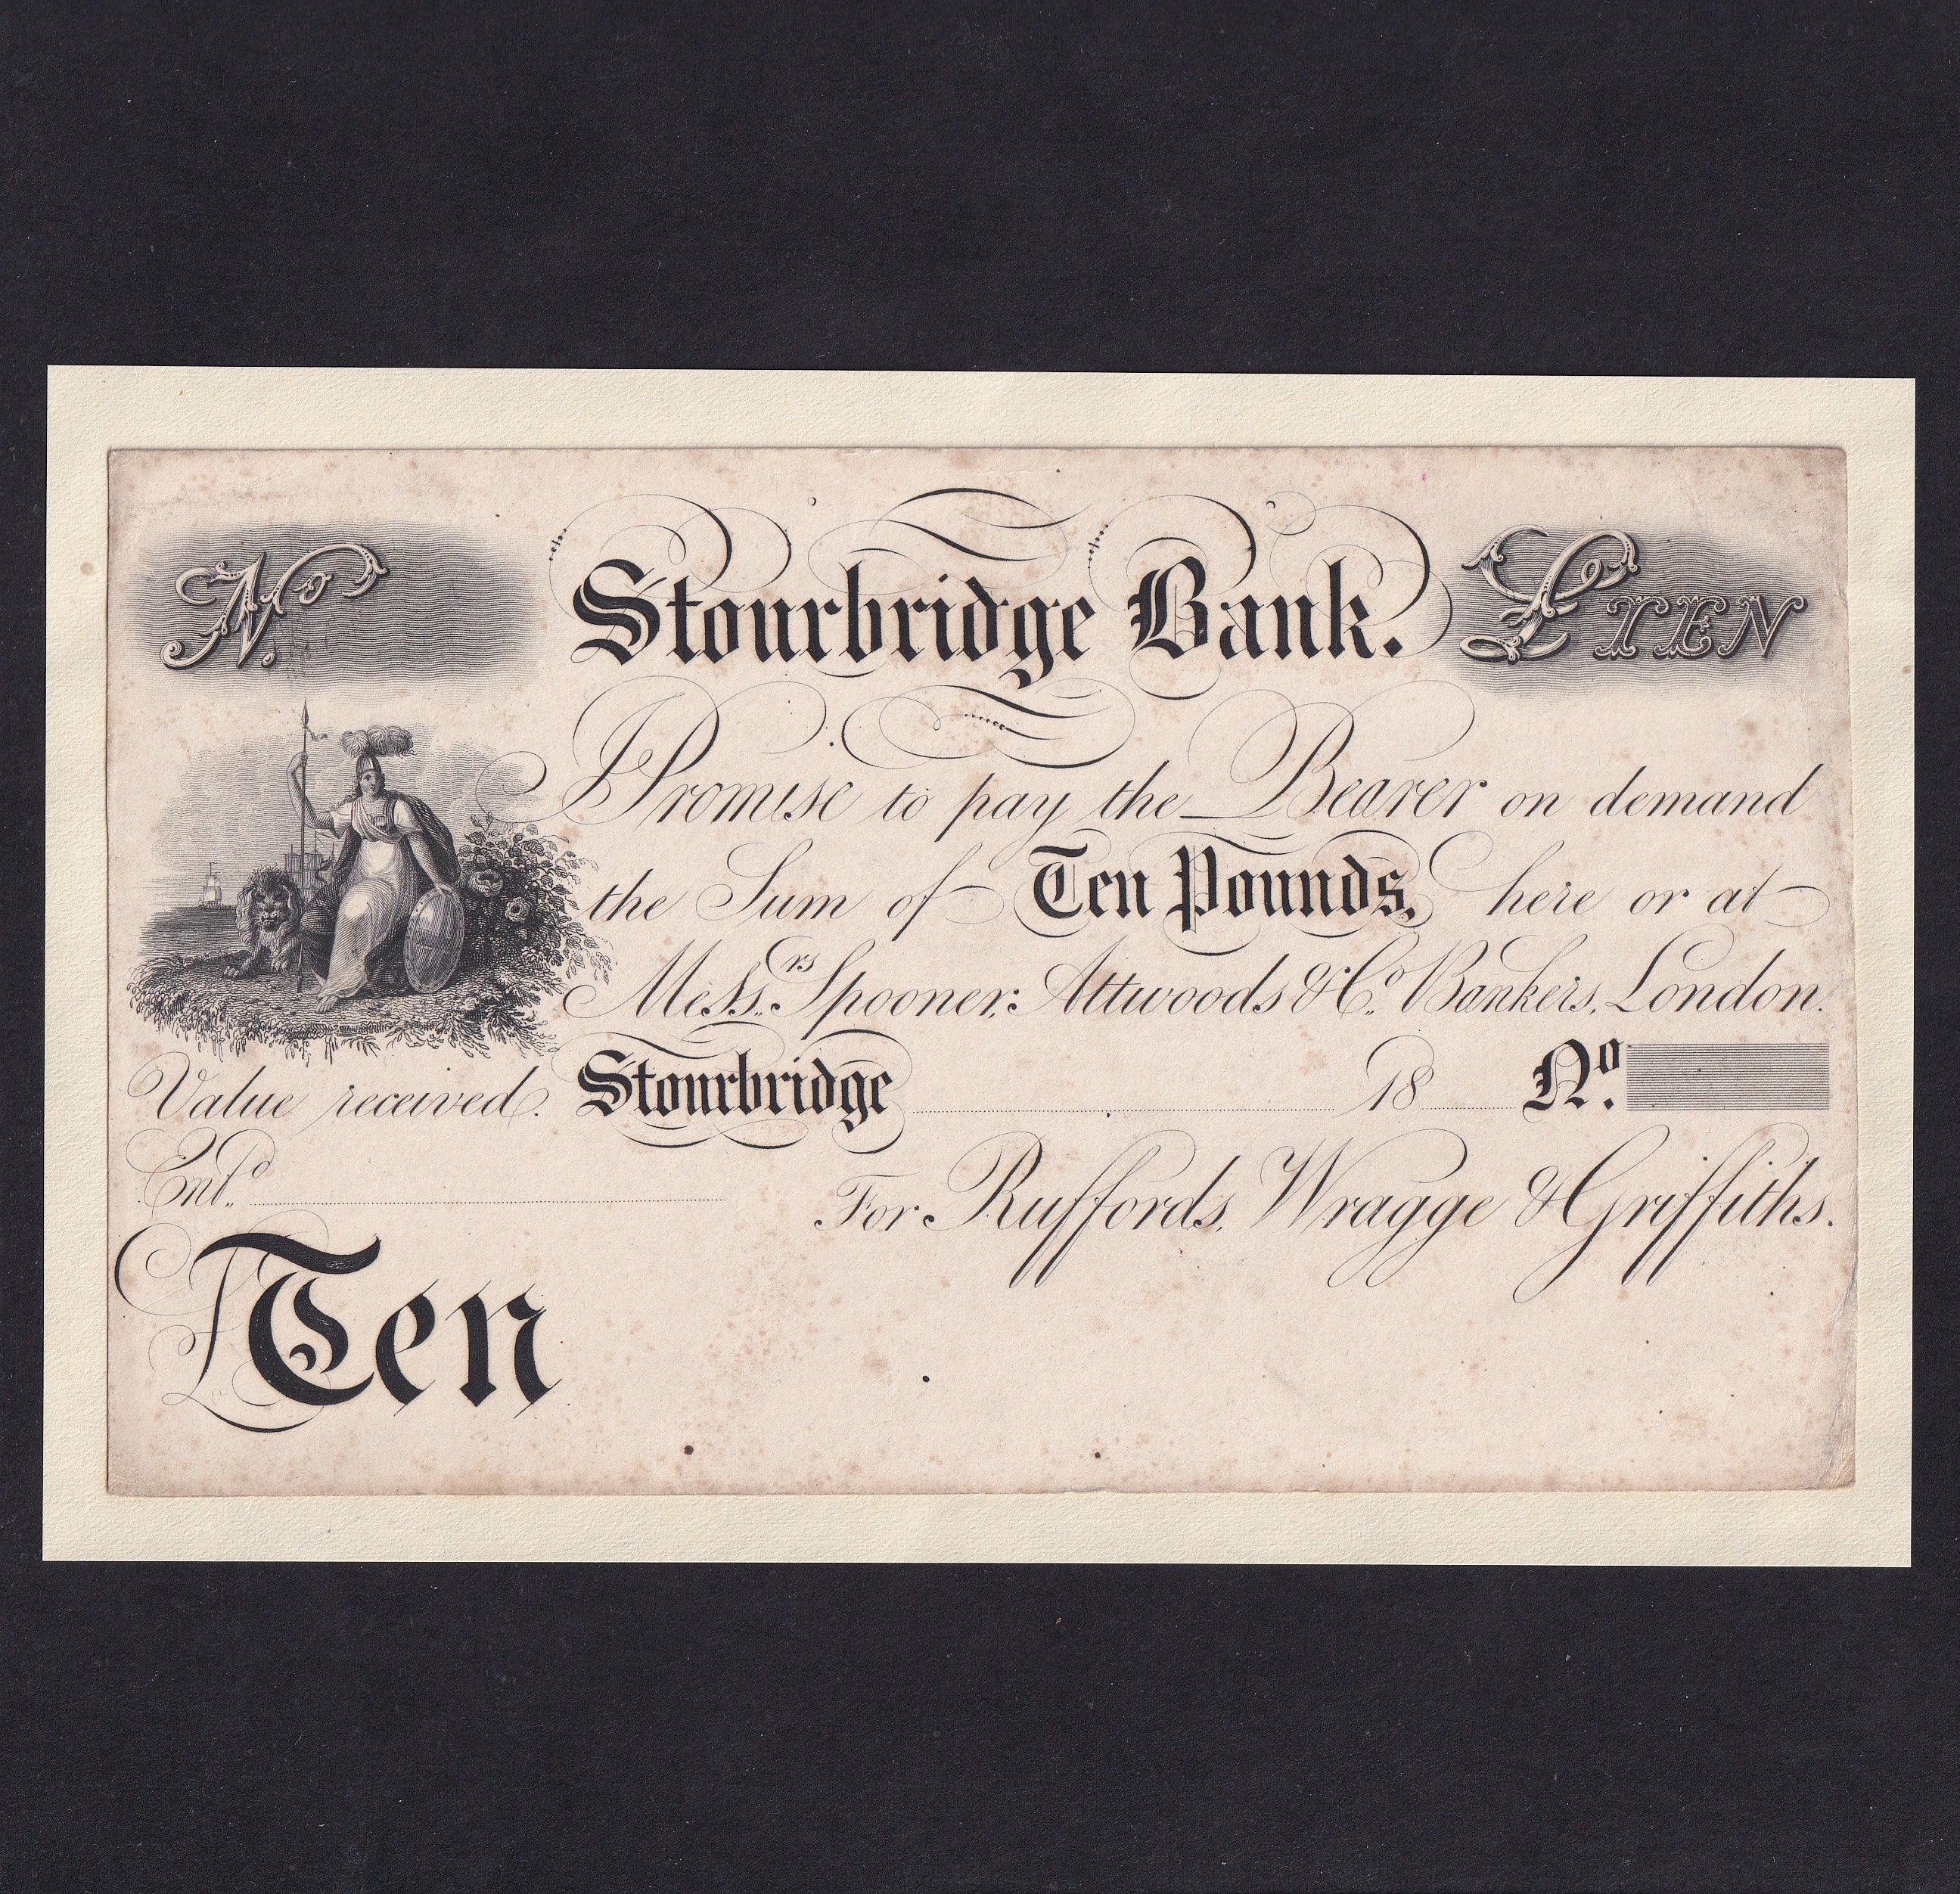 No. Stourbridge Bank. £TEN
I Promise to pay the Bearer on demand
the Sum of Ten Pounds, here or at
Messrs. Spooner, Attwoods & Co. Bankers, London.
Value received. Stourbridge 18 No.
Entd.
For Ruffords, Wragge & Griffiths.
£Ten